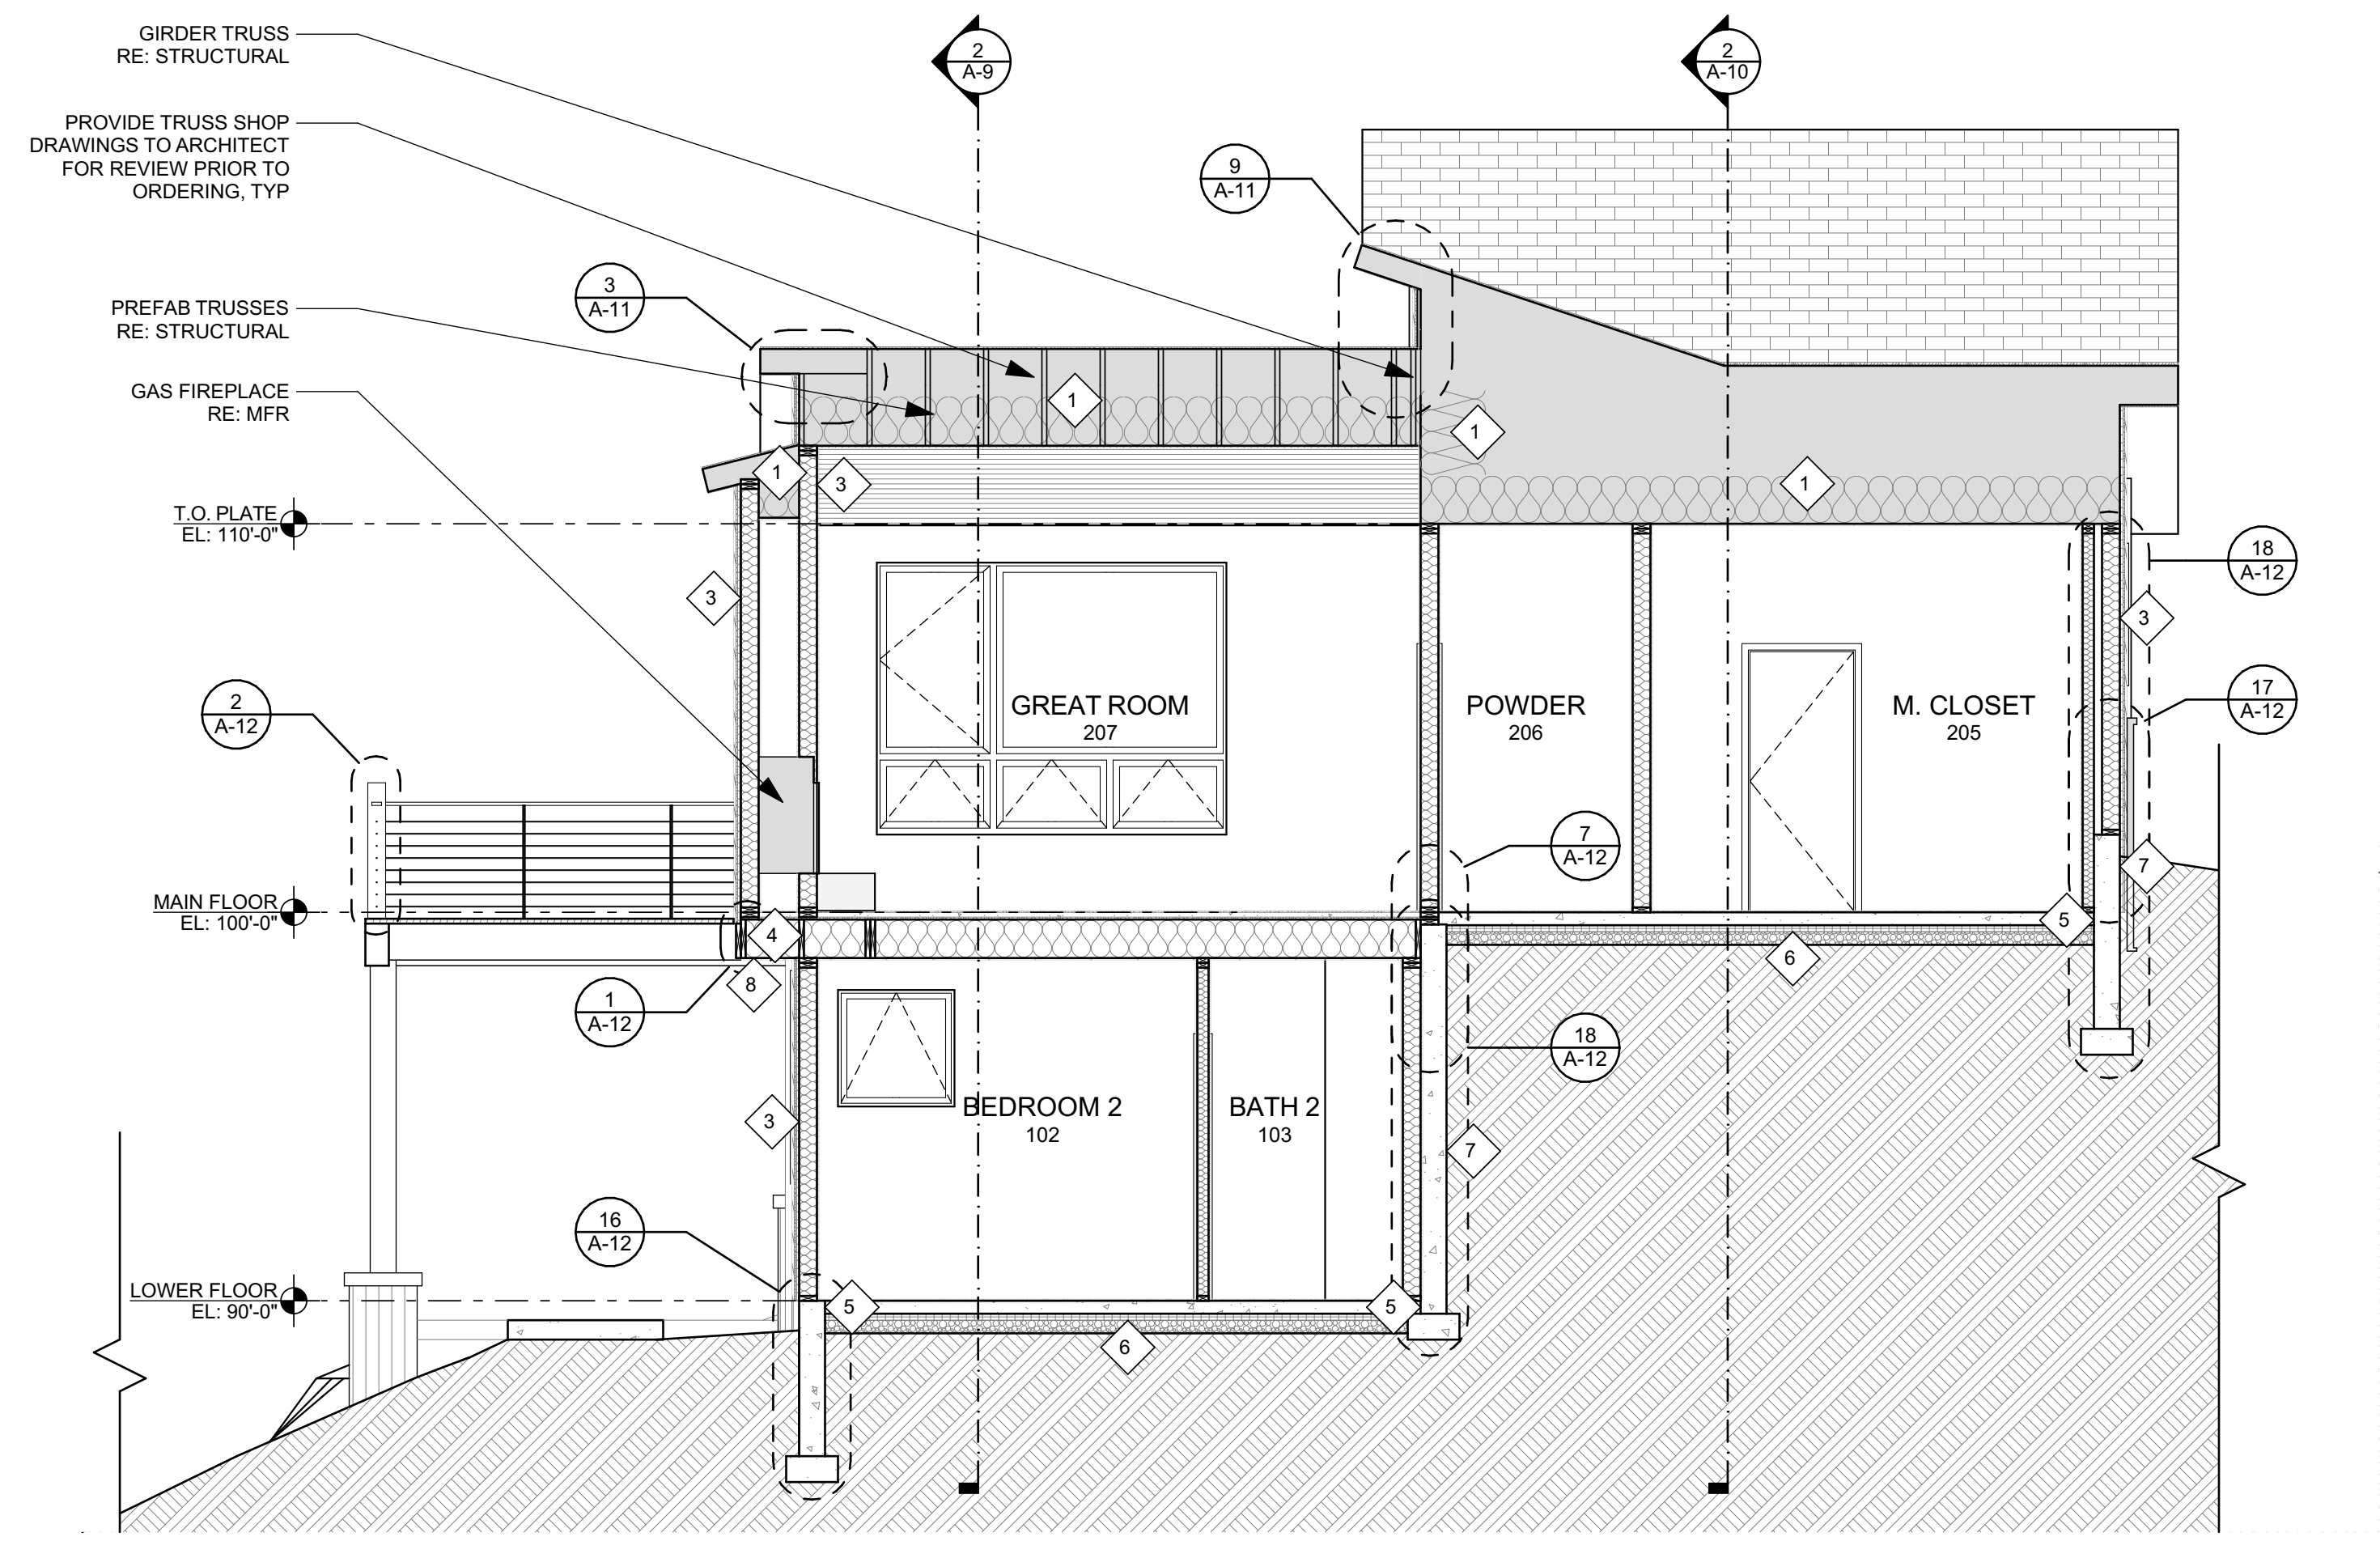 GIRDER TRUSS
RE: STRUCTURAL
PROVIDE TRUSS SHOP
DRAWINGS TO ARCHITECT
FOR REVIEW PRIOR TO
ORDERING, TYP
PREFAB TRUSSES
RE: STRUCTURAL
GAS FIREPLACE
RE: MFR
2
A-9
2
A-10
9
A-11
3
A-11
1
1
1
3
1
T.O. PLATE
EL: 110'-0"
18
A-12
3
3
17
A-12
2
A-12
GREAT ROOM
207
POWDER
206
M. CLOSET
205
7
A-12
7
MAIN FLOOR
EL: 100'-0"
4
5
6
8
1
A-12
18
A-12
BEDROOM 2
102
BATH 2
103
3
7
16
A-12
LOWER FLOOR
EL: 90'-0"
5
5
6